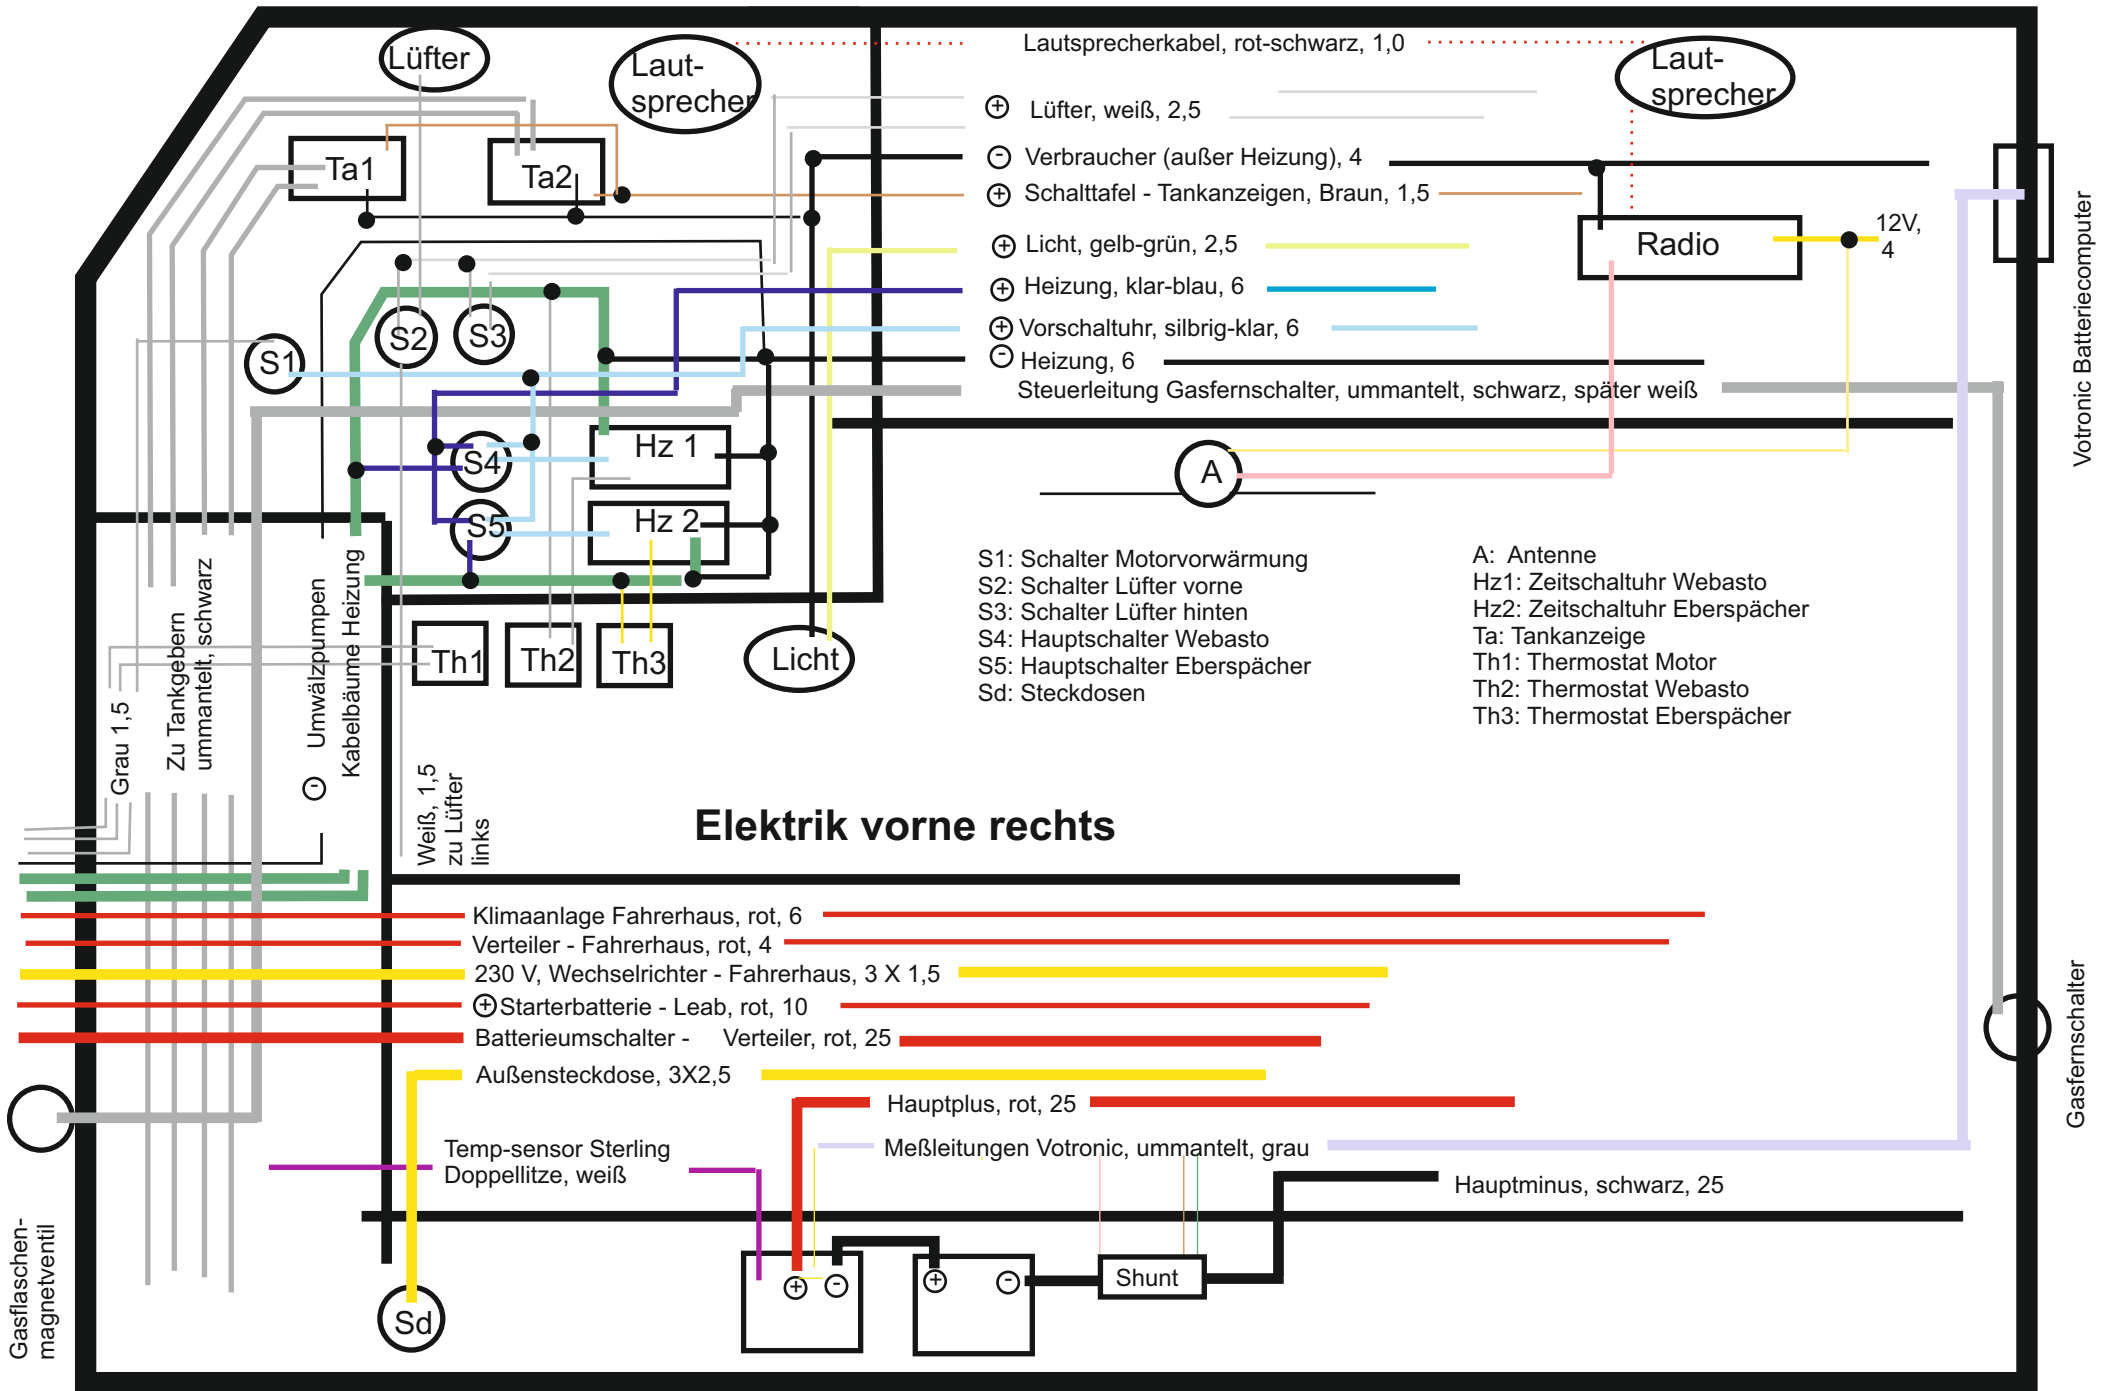 Lüfter
Laut-
sprecher
Lautsprecherkabel, rot-schwarz, 1,0
Laut-
sprecher
+ Lüfter, weiß, 2,5
- Verbraucher (außer Heizung), 4
+ Schalttafel - Tankanzeigen, Braun, 1,5
Ta1
Ta2
+ Licht, gelb-grün, 2,5
Radio
12V,
4
+ Heizung, klar-blau, 6
+ Vorschaltuhr, silbrig-klar, 6
- Heizung, 6
Steuerleitung Gasfernschalter, ummantelt, schwarz, später weiß
Votronic Batteriecomputer
S1
S2
S3
S4
S5
Hz 1
Hz 2
A
Th1
Th2
Th3
Licht
S1: Schalter Motorvorwärmung
S2: Schalter Lüfter vorne
S3: Schalter Lüfter hinten
S4: Hauptschalter Webasto
S5: Hauptschalter Eberspächer
Sd: Steckdosen
A: Antenne
Hz1: Zeitschaltuhr Webasto
Hz2: Zeitschaltuhr Eberspächer
Ta: Tankanzeige
Th1: Thermostat Motor
Th2: Thermostat Webasto
Th3: Thermostat Eberspächer
Grau 1,5
Zu Tankgebern
ummantelt, schwarz
- Umwälzpumpen
Kabelbäume Heizung
Weiß, 1,5
zu Lüfter
links
Elektrik vorne rechts
Klimaanlage Fahrerhaus, rot, 6
Verteiler - Fahrerhaus, rot, 4
230 V, Wechselrichter - Fahrerhaus, 3 X 1,5
+ Starterbatterie - Leab, rot, 10
Batterieumschalter - Verteiler, rot, 25
Außensteckdose, 3X2,5
Hauptplus, rot, 25
Gasfernschalter
Temp-sensor Sterling
Doppellitze, weiß
Meßleitungen Votronic, ummantelt, grau
Hauptminus, schwarz, 25
Gasflaschen-
magnetventil
Sd
+ -
+ -
Shunt